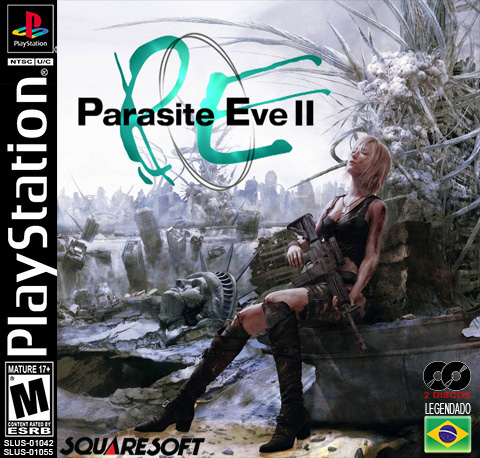 PlayStation
NTSC U/C
PlayStation®
PE
Parasite Eve II
MATURE 17+
M
CONTENT RATED BY
ESRB
SLUS-01042
SLUS-01055
SQUARESOFT
2 DISCOS
LEGENDADO